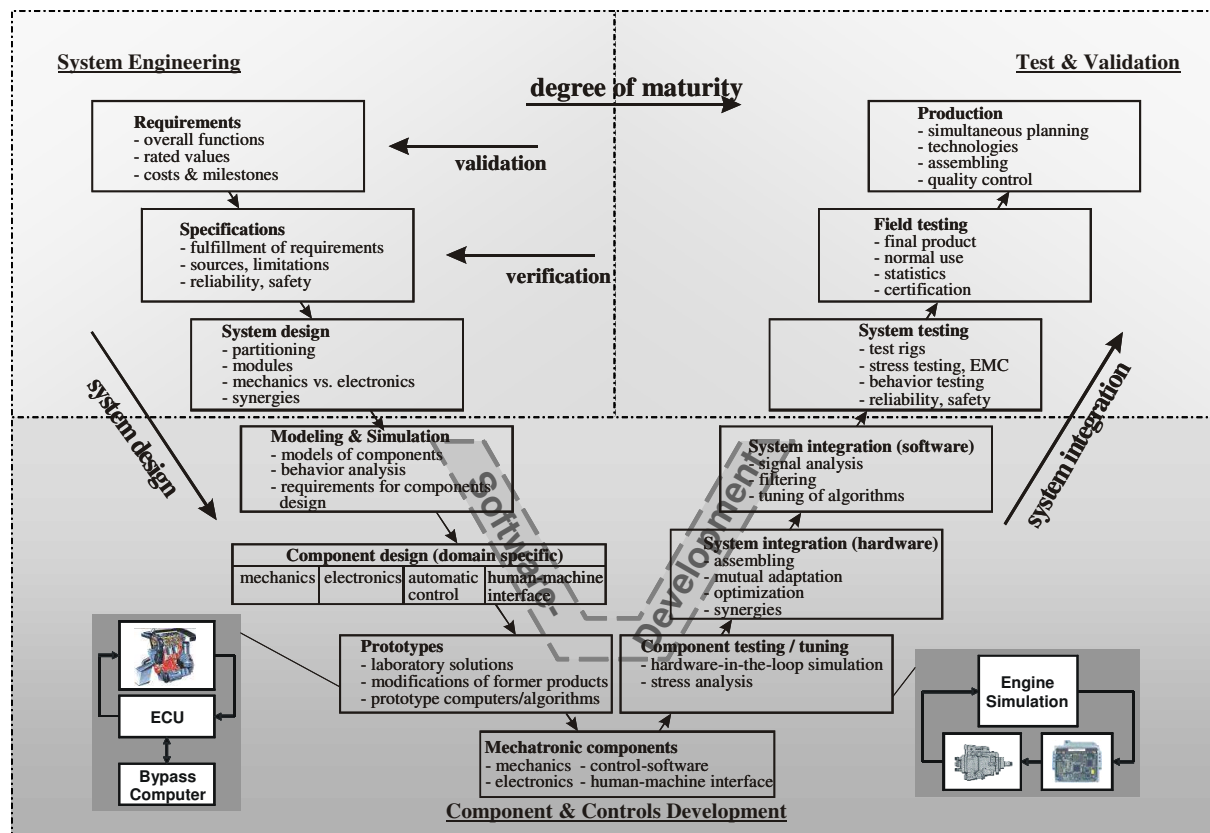 System Engineering
Test & Validation
degree of maturity
Requirements
- overall functions
- rated values
- costs & milestones
validation
Production
- simultaneous planning
- technologies
- assembling
- quality control
Specifications
- fulfillment of requirements
- sources, limitations
- reliability, safety
verification
Field testing
- final product
- normal use
- statistics
- certification
System design
- partitioning
- modules
- mechanics vs. electronics
- synergies
System testing
- test rigs
- stress testing, EMC
- behavior testing
- reliability, safety
system design
system integration
Modeling & Simulation
- models of components
- behavior analysis
- requirements for components
design
System integration (software)
- signal analysis
- filtering
- tuning of algorithms
Software-
Development
Component design (domain specific)
mechanics
electronics
automatic
control
human-machine
interface
System integration (hardware)
- assembling
- mutual adaptation
- optimization
- synergies
Prototypes
- laboratory solutions
- modifications of former products
- prototype computers/algorithms
Component testing / tuning
- hardware-in-the-loop simulation
- stress analysis
ECU
Bypass
Computer
Engine
Simulation
Mechatronic components
- mechanics - control-software
- electronics - human-machine interface
Component & Controls Development